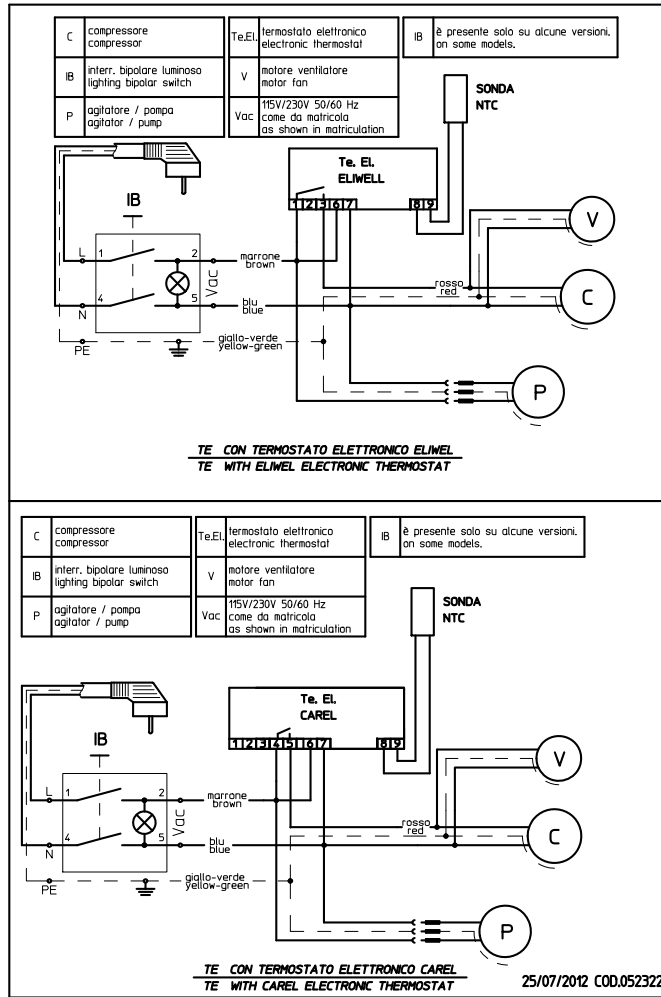 C compressore Te.El. termostato elettronico IB è presente solo su alcune versioni.
compressor electronic thermostat on some models.
IB interr. bipolare luminoso V motore ventilatore
lighting bipolar switch motor fan
P agitatore / pompa Vac 115V/230V 50/60 Hz
agitator / pump come da matricola
as shown in matriculation
SONDA
NTC
Te. El.
ELIWELL
1 2 3 6 7 8 9
IB
V
L 1 2 marrone
brown
Vac
rosso
red
C
N 4 5 blu
blue
PE giallo-verde
yellow-green
P
TE CON TERMOSTATO ELETTRONICO ELIWEL
TE WITH ELIWEL ELECTRONIC THERMOSTAT
C compressore Te.El. termostato elettronico IB è presente solo su alcune versioni.
compressor electronic thermostat on some models.
IB interr. bipolare luminoso V motore ventilatore
lighting bipolar switch motor fan
P agitatore / pompa Vac 115V/230V 50/60 Hz
agitator / pump come da matricola
as shown in matriculation
SONDA
NTC
Te. El.
CAREL
1 2 3 4 5 6 7 8 9
IB
V
L 1 2 marrone
brown
Vac
rosso
red
C
N 4 5 blu
blue
PE giallo-verde
yellow-green
P
TE CON TERMOSTATO ELETTRONICO CAREL
TE WITH CAREL ELECTRONIC THERMOSTAT
25/07/2012 COD.052322